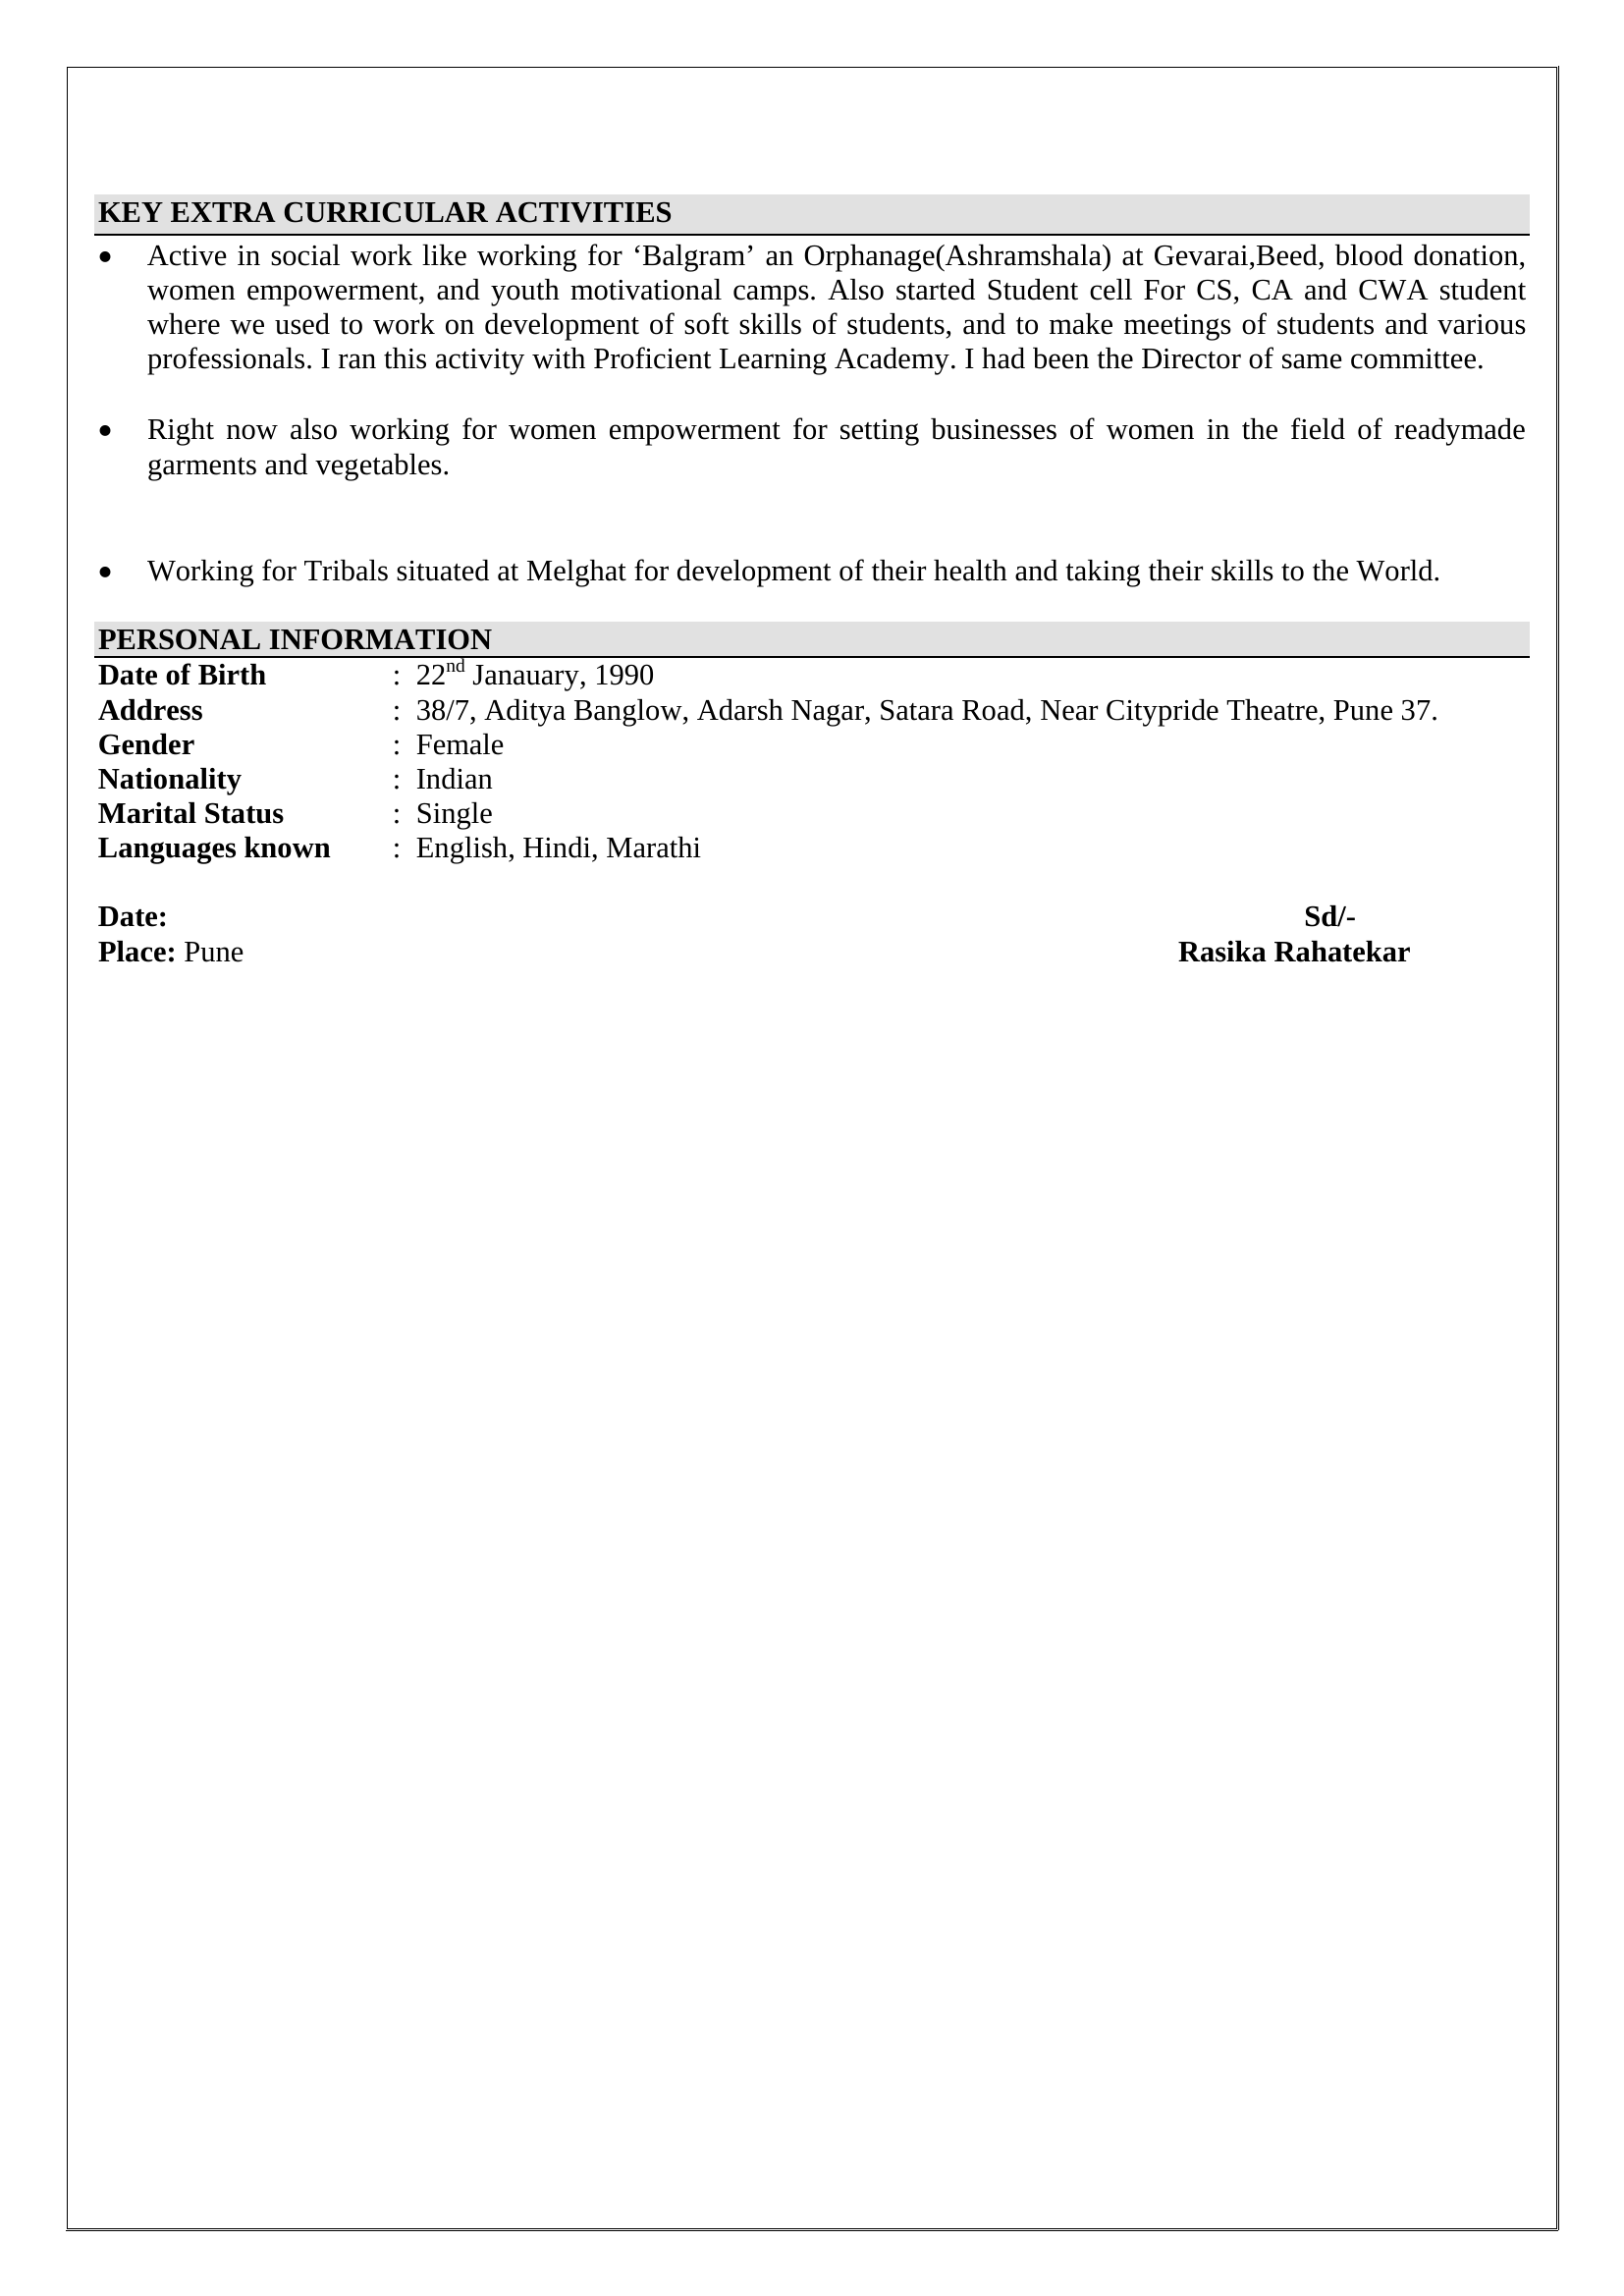 KEY EXTRA CURRICULAR ACTIVITIES
• Active in social work like working for ‘Balgram’ an Orphanage(Ashramshala) at Gevarai,Beed, blood donation,
women empowerment, and youth motivational camps. Also started Student cell For CS, CA and CWA student
where we used to work on development of soft skills of students, and to make meetings of students and various
professionals. I ran this activity with Proficient Learning Academy. I had been the Director of same committee.
• Right now also working for women empowerment for setting businesses of women in the field of readymade
garments and vegetables.
• Working for Tribals situated at Melghat for development of their health and taking their skills to the World.
PERSONAL INFORMATION
Date of Birth : 22nd Janauary, 1990
Address : 38/7, Aditya Banglow, Adarsh Nagar, Satara Road, Near Citypride Theatre, Pune 37.
Gender : Female
Nationality : Indian
Marital Status : Single
Languages known : English, Hindi, Marathi
Date: Sd/-
Place: Pune Rasika Rahatekar